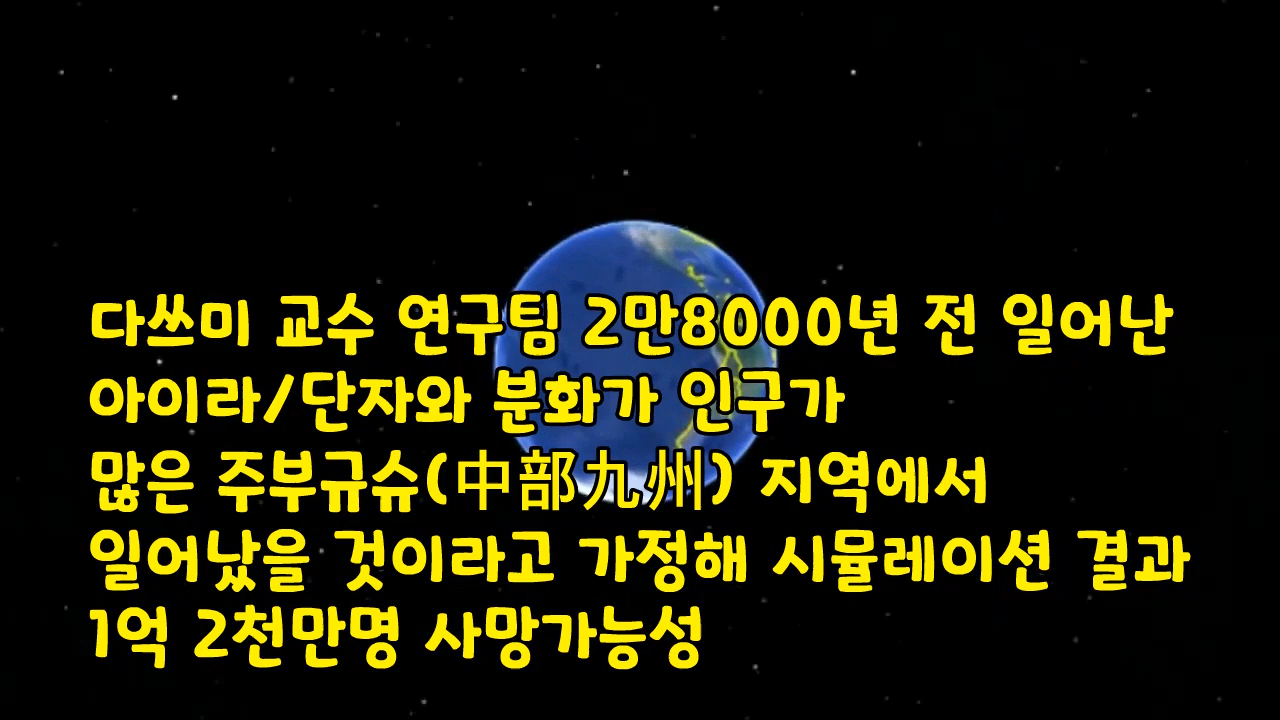 다쓰미 교수 연구팀 2만8000년 전 일어난
아이라/단자와 분화가 인구가
많은 주부규슈(中部九州) 지역에서
일어났을 것이라고 가정해 시뮬레이션 결과
1억 2천만명 사망가능성